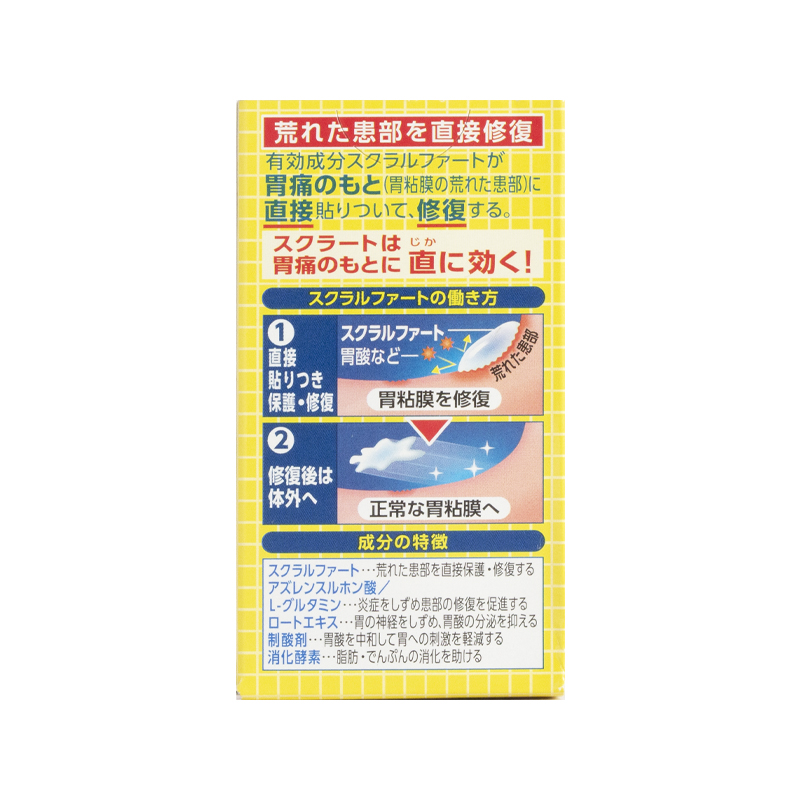 荒れた患部を直接修復
有効成分スクラルファートが
胃痛のもと(胃粘膜の荒れた患部)に
直接貼りついて、修復する。
スクラートは
胃痛のもとに
じか
直に効く!
スクラルファートの働き方
1
直接
貼りつき
保護・修復
スクラルファート
胃酸など
荒れた患部
胃粘膜を修復
2
修復後は
体外へ
正常な胃粘膜へ
成分の特徴
スクラルファート…荒れた患部を直接保護・修復する
アズレンスルホン酸/
L-グルタミン…炎症をしずめ患部の修復を促進する
ロートエキス…胃の神経をしずめ、胃酸の分泌を抑える
制酸剤…胃酸を中和して胃への刺激を軽減する
消化酵素…脂肪・でんぷんの消化を助ける